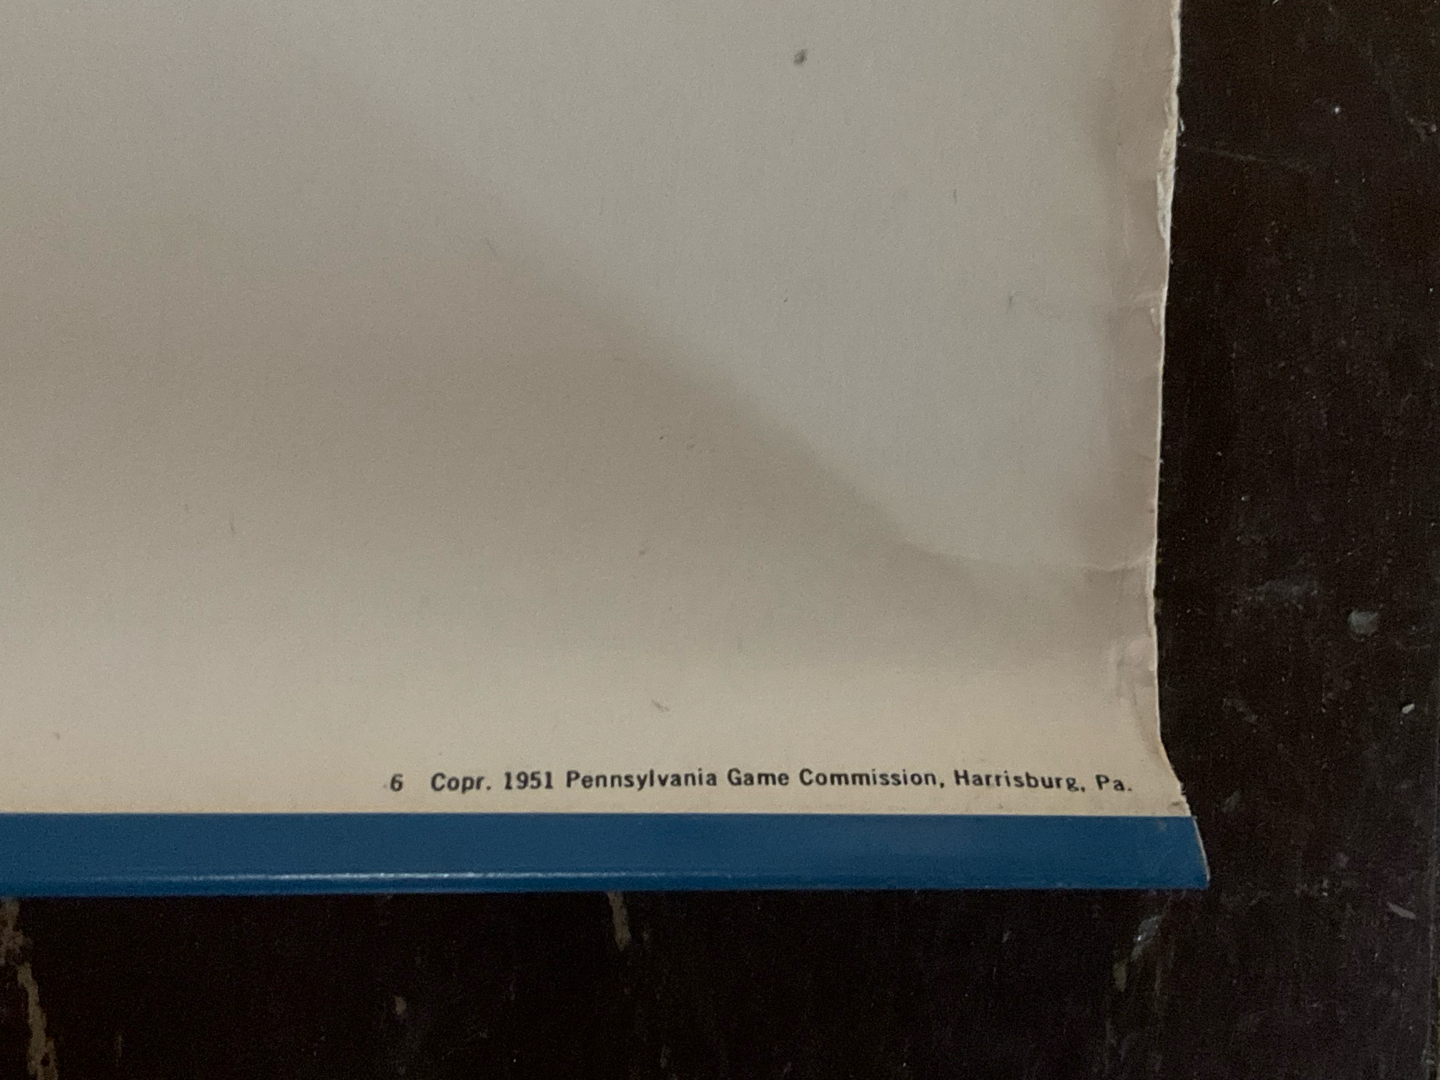 6 Copr. 1951 Pennsylvania Game Commission, Harrisburg, Pa.